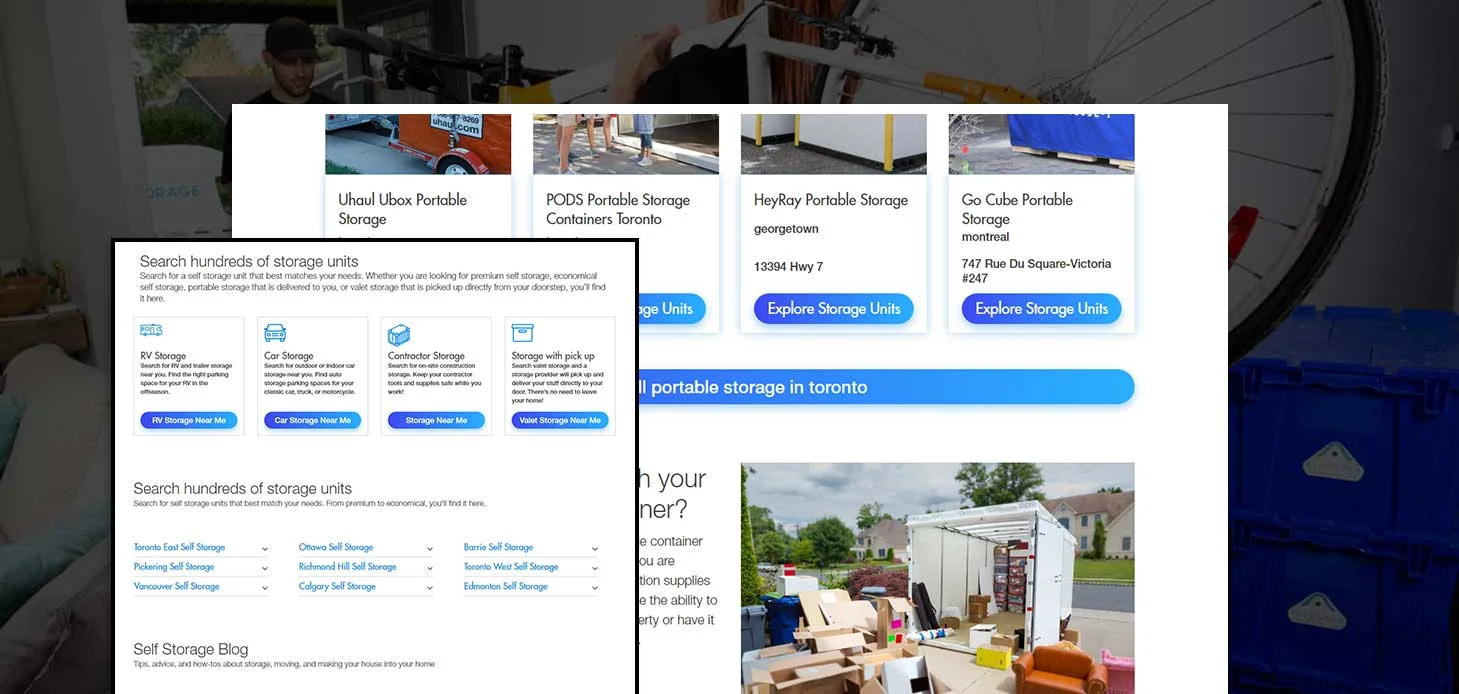 uhaul.com
ORAGE
Uhaul Ubox Portable
Storage
PODS Portable Storage
Containers Toronto
HeyRay Portable Storage
georgetown
13394 Hwy 7
Go Cube Portable
Storage
montreal
747 Rue Du Square-Victoria
#247
age Units
Explore Storage Units
Explore Storage Units
ll portable storage in toronto
h your
ner?
e container
ou are
tion supplies
e the ability to
erty or have it
Search hundreds of storage units
Search for a self storage unit that best matches your needs. Whether you are looking for premium self storage, economical
self storage, portable storage that is delivered to you, or valet storage that is picked up directly from your doorstep, you'll find
it here.
RV Storage
Search for RV and trailer storage
near you. Find the right parking
space for your RV in the
offseason.
RV Storage Near Me
Car Storage
Search for outdoor or indoor car
storage near you. Find auto
storage parking spaces for your
classic car, truck, or motorcycle.
Car Storage Near Me
Contractor Storage
Search for on-site construction
storage. Keep your contractor
tools and supplies safe while you
work!
Storage Near Me
Storage with pick up
Search valet storage and a
storage provider will pick up and
deliver your stuff directly to your
door. There's no need to leave
your home!
Valet Storage Near Me
Search hundreds of storage units
Search for self storage units that best match your needs. From premium to economical, you'll find it here.
Toronto East Self Storage
Ottawa Self Storage
Barrie Self Storage
Pickering Self Storage
Richmond Hill Self Storage
Toronto West Self Storage
Vancouver Self Storage
Calgary Self Storage
Edmonton Self Storage
Self Storage Blog
Tips, advice, and how-tos about storage, moving, and making your house into your home